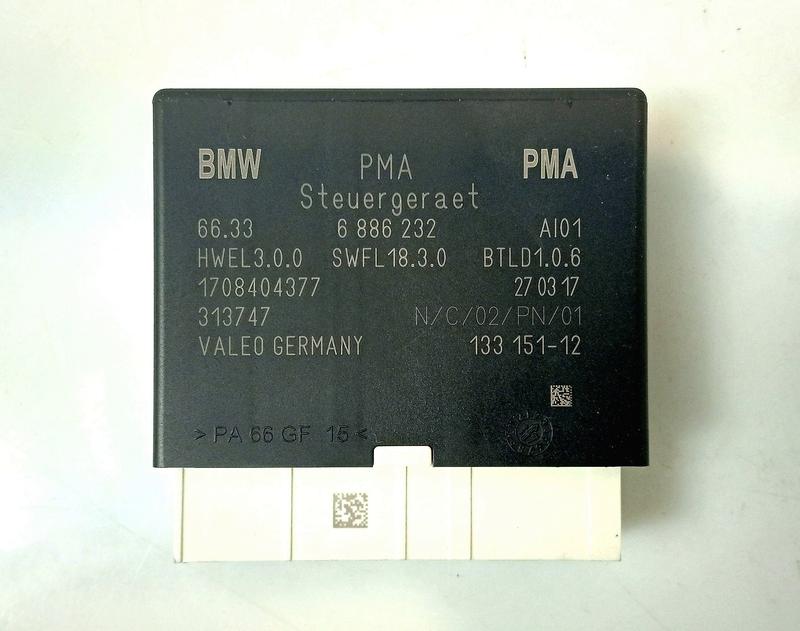 BMW PMA PMA
Steuergeraet
66.33 6 886 232 AI01
HWEL3.0.0 SWFL18.3.0 BTLD1.0.6
1708404377 27 03 17
313747 N/C/02/PN/01
VALEO GERMANY 133 151-12
> PA 66 GF 15 <